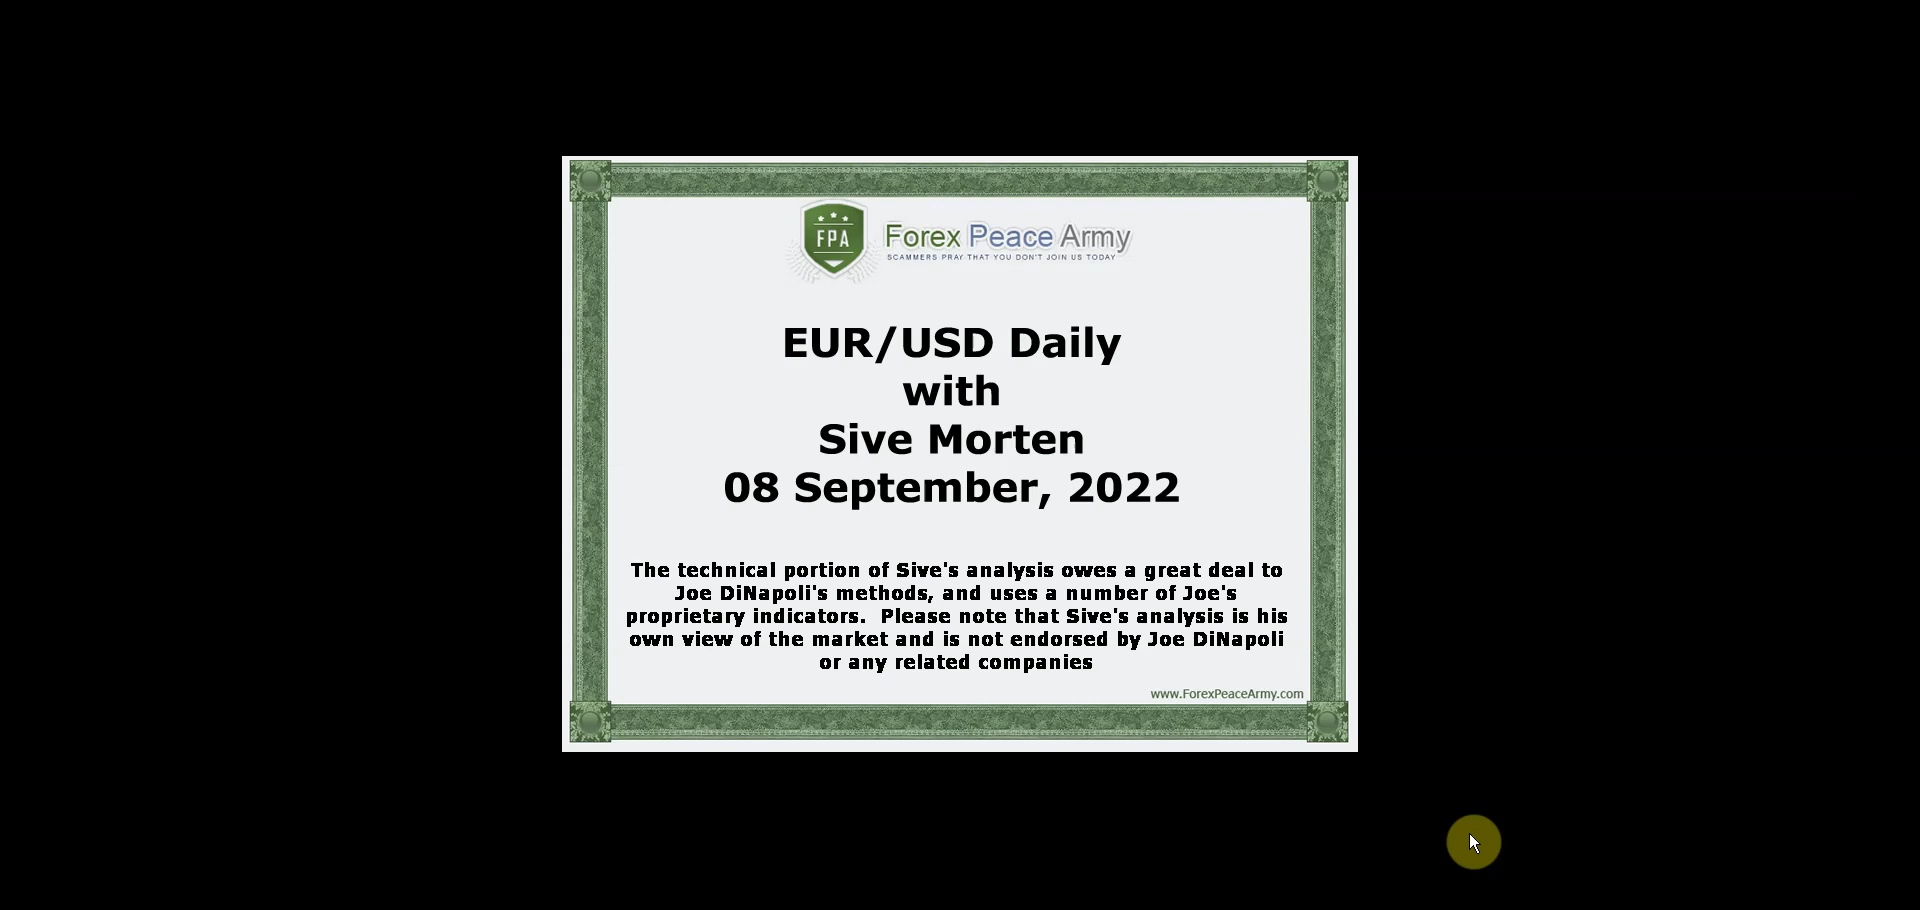 FPA
Forex Peace Army
SCAMMERS PRAY THAT YOU DON'T JOIN US TODAY
EUR/USD Daily
with
Sive Morten
08 September, 2022
The technical portion of Sive's analysis owes a great deal to
Joe DiNapoli's methods, and uses a number of Joe's
proprietary indicators.  Please note that Sive's analysis is his
own view of the market and is not endorsed by Joe DiNapoli
or any related companies
www.ForexPeaceArmy.com